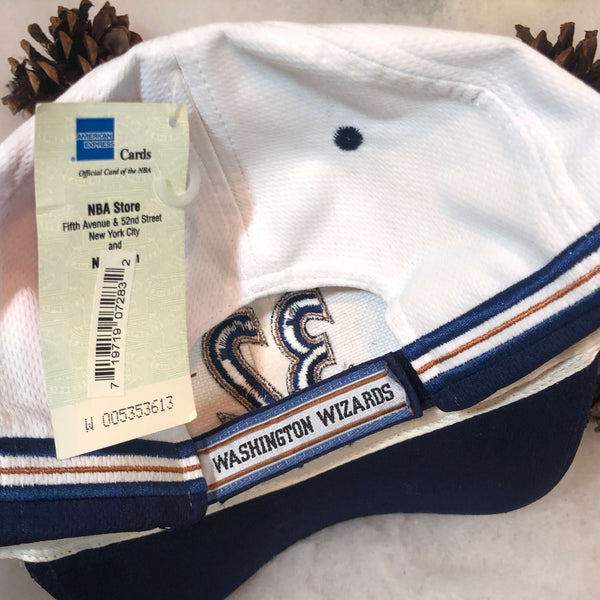 AMERICAN
EXPRESS
®
Cards
Official Card of the NBA
NBA Store
Fifth Avenue & 52nd Street
New York City
and
7 19719 07283 2
W 005353613
WASHINGTON WIZARDS